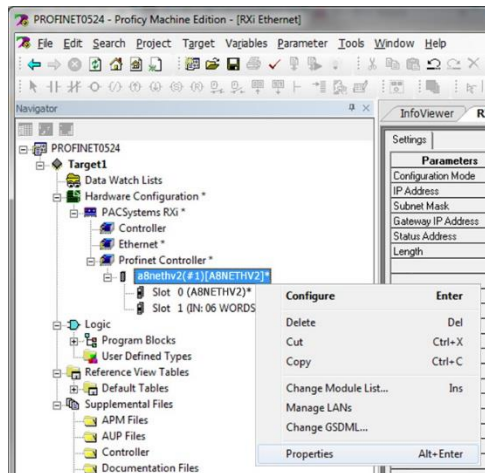 PROFINET0524 - Proficy Machine Edition - [RXi Ethernet]
File Edit Search Project Target Variables Parameter Tools Window Help
Navigator
InfoViewer
Settings
PROFINET0524
Target1
Data Watch Lists
Hardware Configuration *
PACSystems RXi *
Controller
Ethernet *
Profinet Controller *
a8nethv2(#1)[A8NETHV2]*
Slot 0 (A8NETHV2)*
Slot 1 (IN: 06 WORDS
Logic
Program Blocks
User Defined Types
Reference View Tables
Default Tables
Supplemental Files
APM Files
AUP Files
Controller
Documentation Files
Parameters
Configuration Mode
IP Address
Subnet Mask
Gateway IP Address
Status Address
Length
Configure Enter
Delete Del
Cut Ctrl+X
Copy Ctrl+C
Change Module List... Ins
Manage LANs
Change GSDML...
Properties Alt+Enter